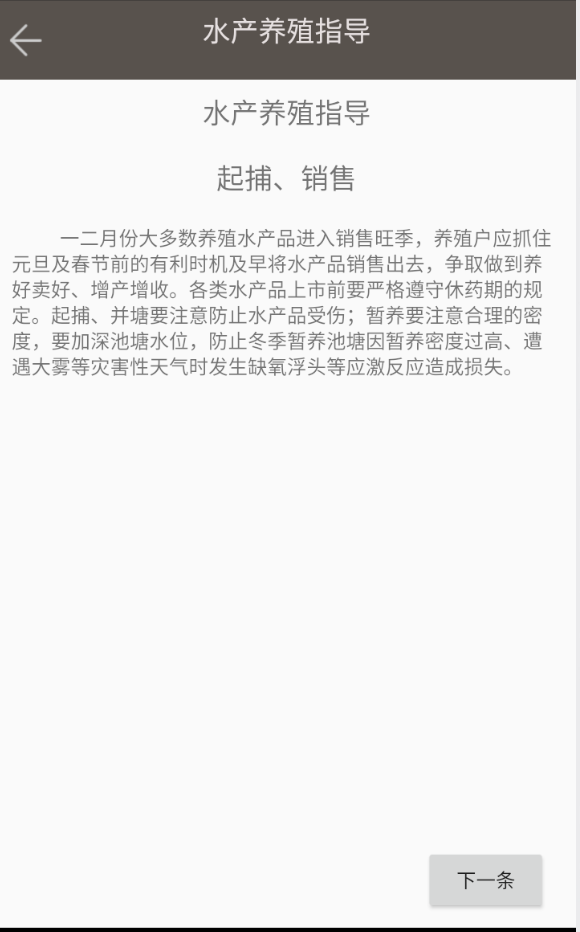 水产养殖指导
水产养殖指导
起捕、销售
一二月份大多数养殖水产品进入销售旺季，养殖户应抓住
元旦及春节前的有利时机及早将水产品销售出去，争取做到养
好卖好、增产增收。各类水产品上市前要严格遵守休药期的规
定。起捕、并塘要注意防止水产品受伤；暂养要注意合理的密
度，要加深池塘水位，防止冬季暂养池塘因暂养密度过高、遭
遇大雾等灾害性天气时发生缺氧浮头等应激反应造成损失。
下一条